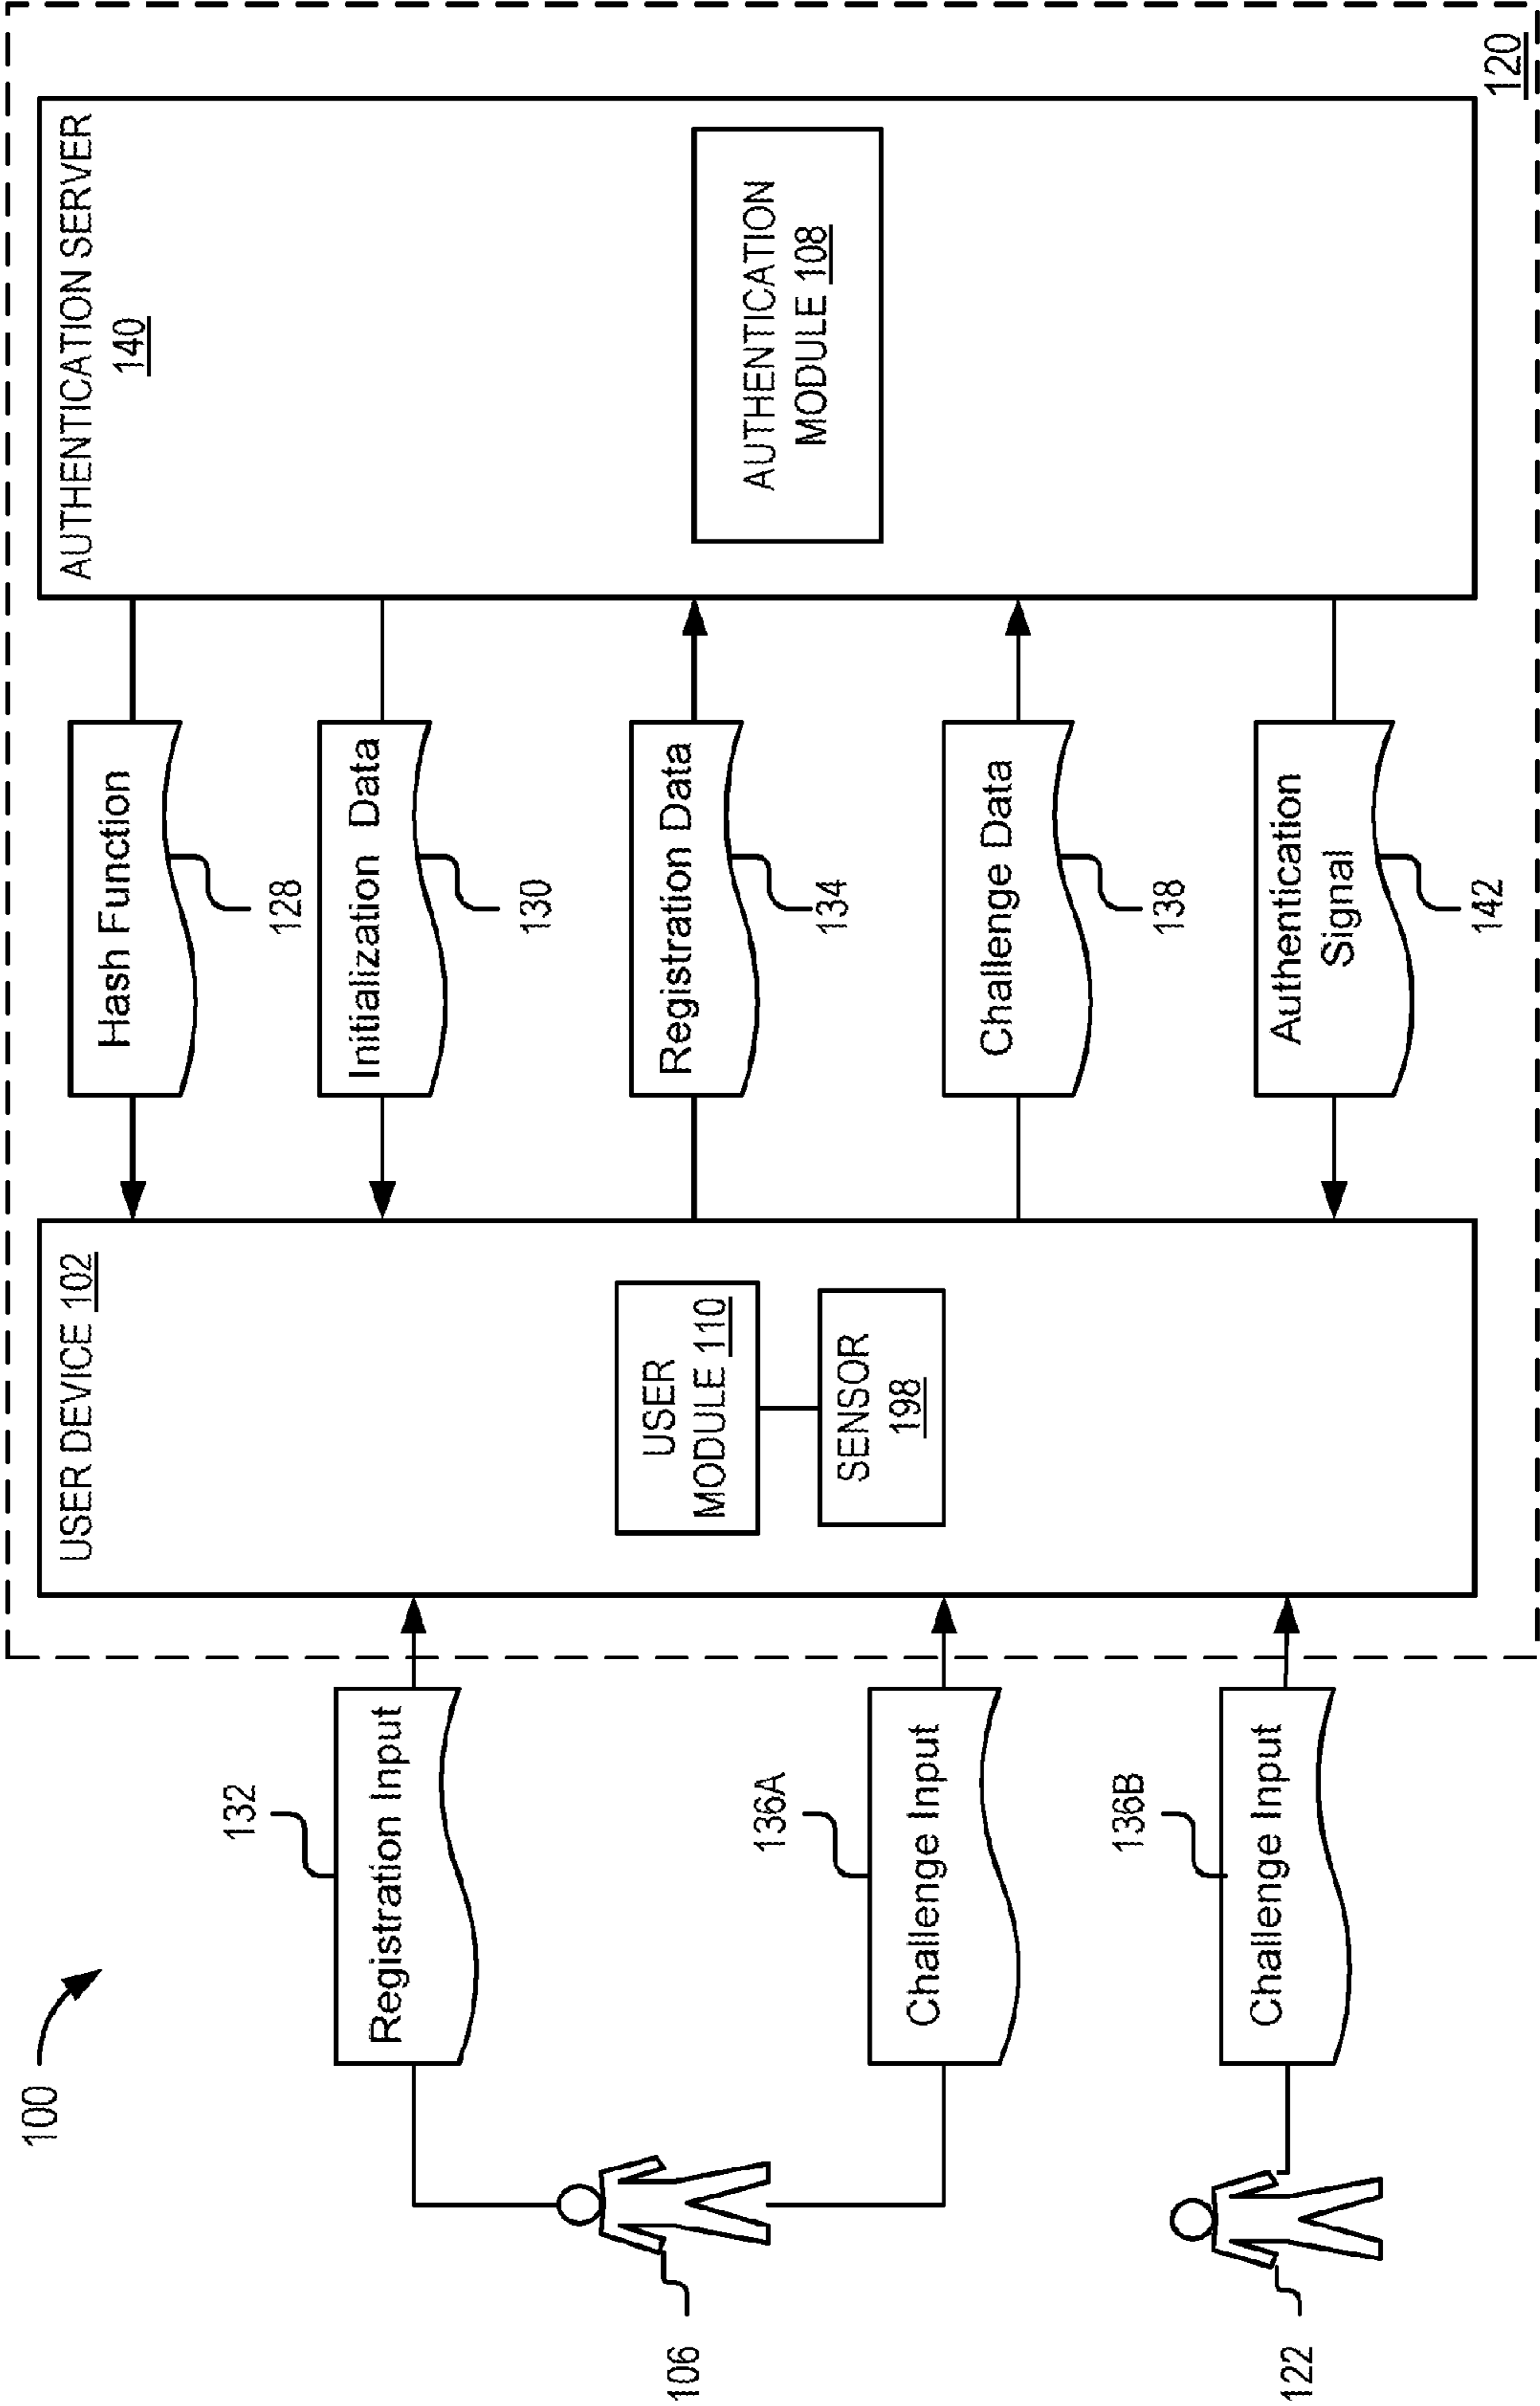 100
106
122
132
Registration Input
136A
Challenge Input
136B
Challenge Input
USER DEVICE 102
USER
MODULE 110
SENSOR
198
Hash Function
128
Initialization Data
130
Registration Data
134
Challenge Data
138
Authentication
Signal
142
AUTHENTICATION SERVER
140
AUTHENTICATION
MODULE 108
120